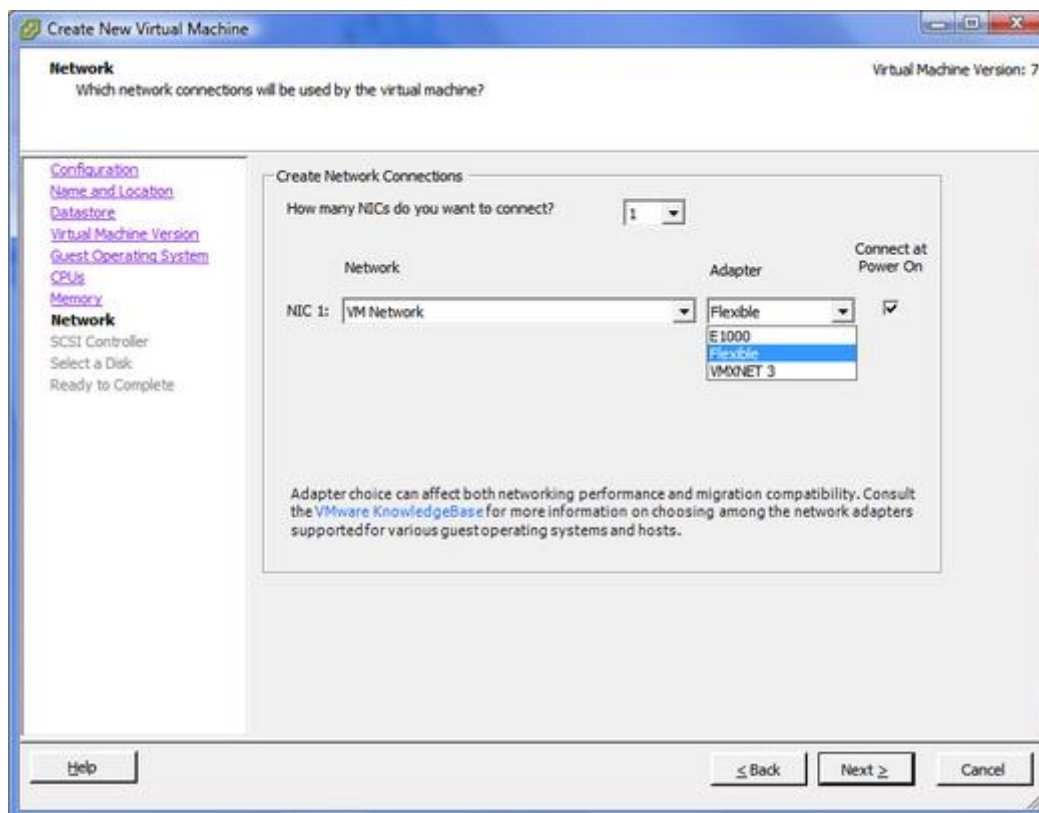 Create New Virtual Machine
Network
Virtual Machine Version: 7
Which network connections will be used by the virtual machine?
Configuration
Name and Location
Datastore
Virtual Machine Version
Guest Operating System
CPUs
Memory
Network
SCSI Controller
Select a Disk
Ready to Complete
Create Network Connections
How many NICs do you want to connect?
1
Network
Adapter
Connect at
Power On
NIC 1:
VM Network
Flexible
E1000
Flexible
VMXNET 3
Adapter choice can affect both networking performance and migration compatibility. Consult
the VMware KnowledgeBase for more information on choosing among the network adapters
supported for various guest operating systems and hosts.
Help
< Back
Next >
Cancel